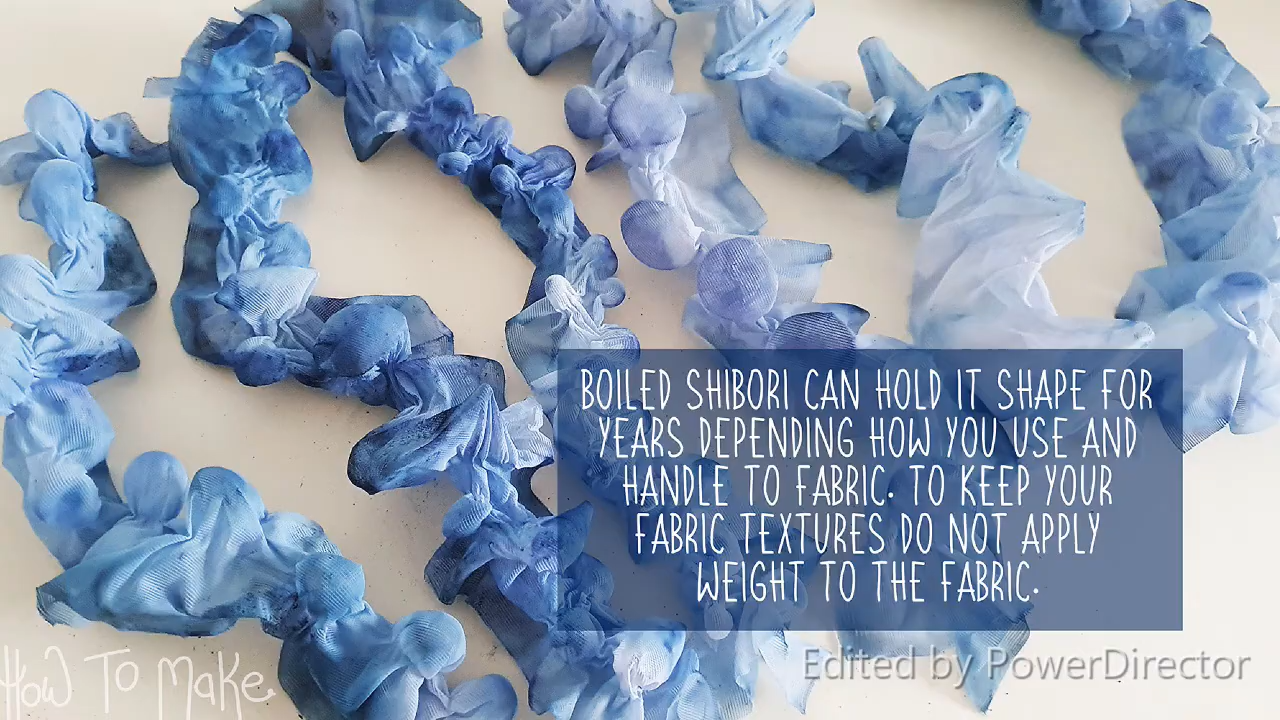 BOILED SHIBORI CAN HOLD IT SHAPE FOR
YEARS DEPENDING HOW YOU USE AND
HANDLE TO FABRIC. TO KEEP YOUR
FABRIC TEXTURES DO NOT APPLY
WEIGHT TO THE FABRIC.
Edited by PowerDirector
How To Make.